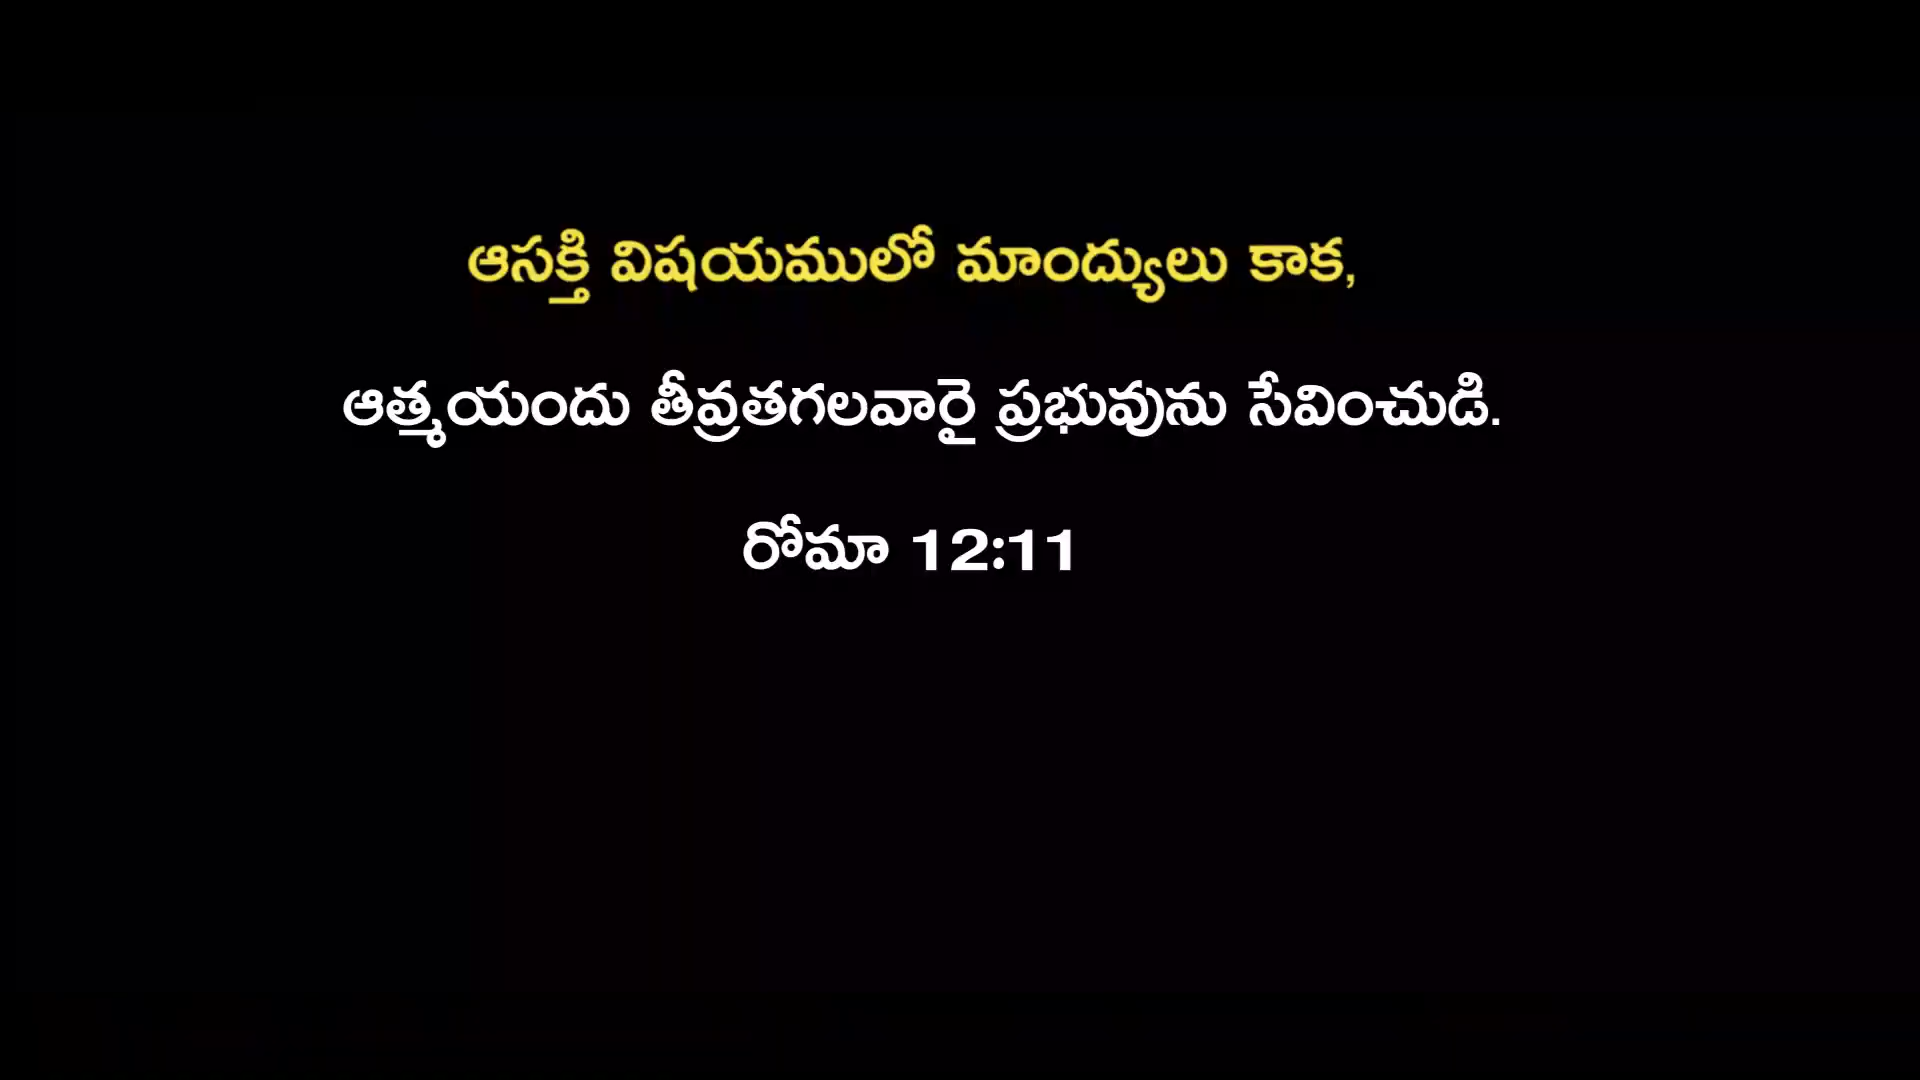 ఆసక్తి విషయములో మాంద్యులు కాక,
ఆత్మయందు తీవ్రతగలవారై ప్రభువును సేవించుడి.
రోమా 12:11